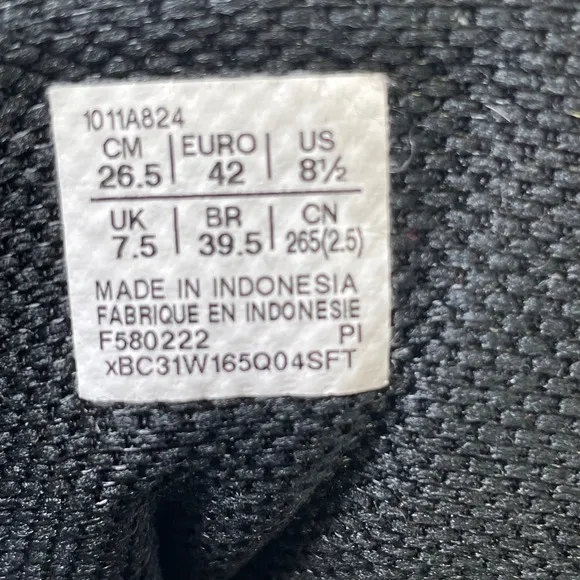 1011A824
CM | EURO | US
26.5 | 42 | 8½
UK | BR | CN
7.5 | 39.5 | 265(2.5)
MADE IN INDONESIA
FABRIQUE EN INDONESIE
F580222 PI
xBC31W165Q04SFT